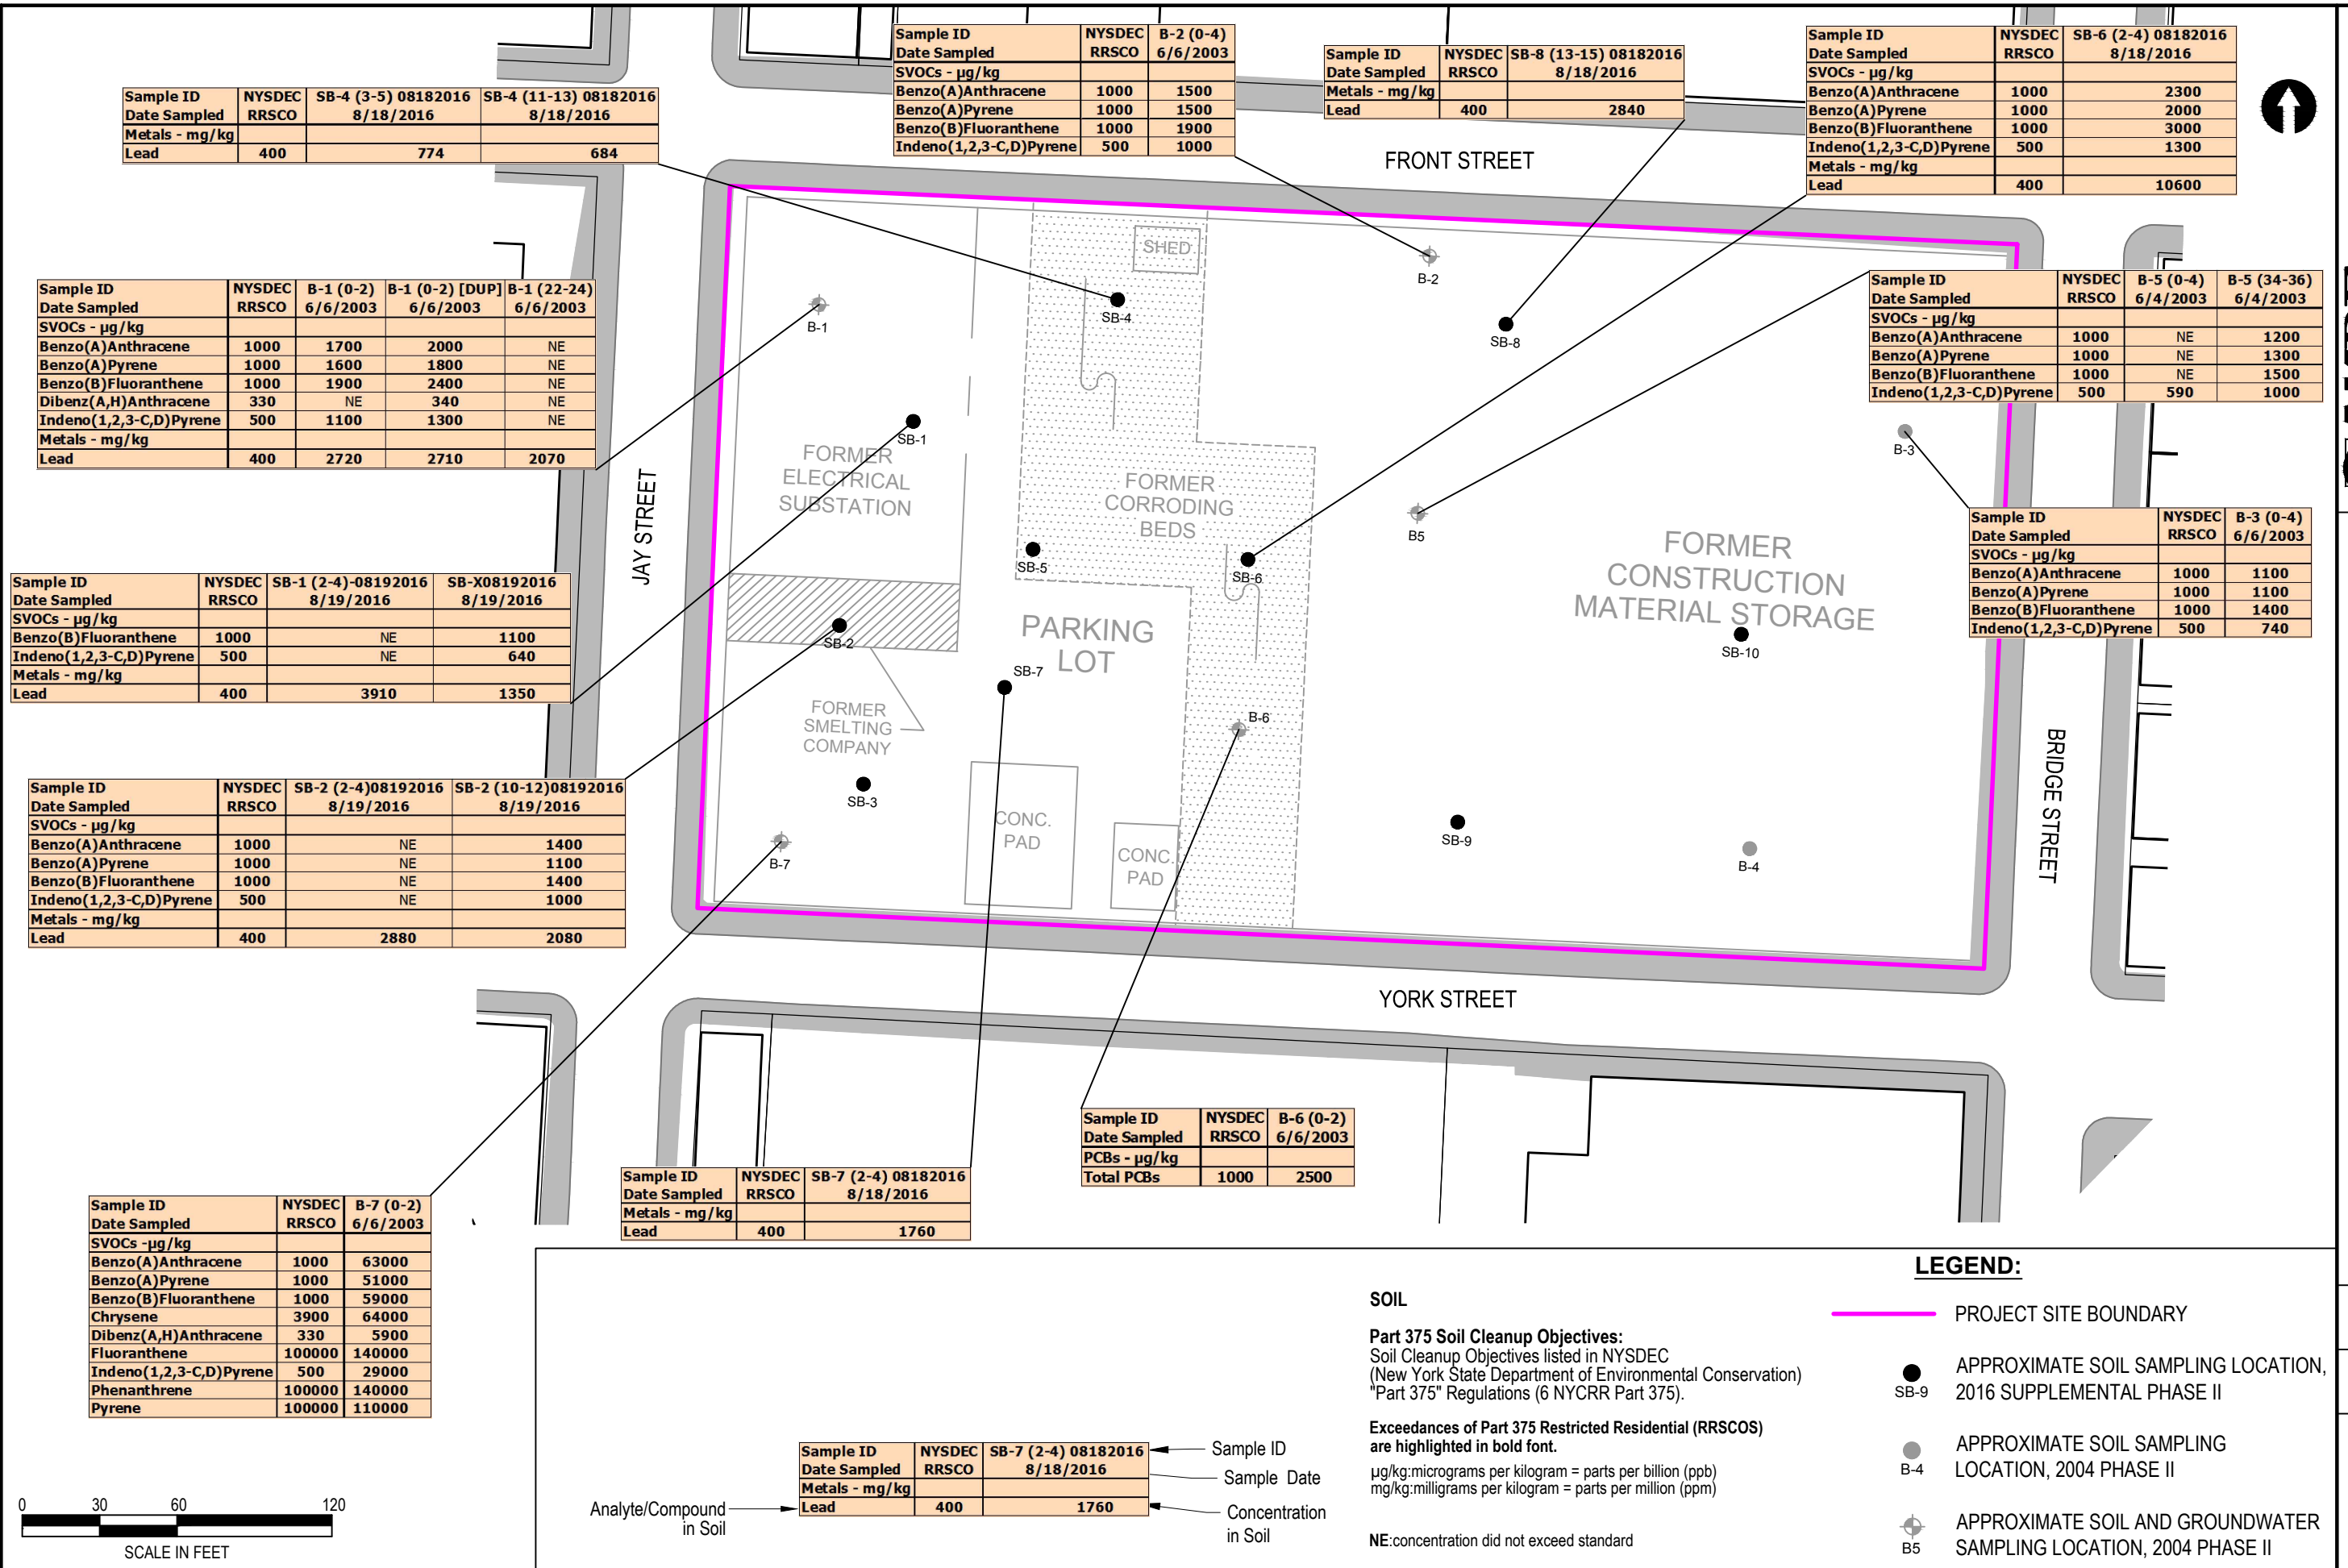 Sample ID NYSDEC B-2 (0-4)
Date Sampled RRSCO 6/6/2003
SVOCs - µg/kg
Benzo(A)Anthracene 1000 1500
Benzo(A)Pyrene 1000 1500
Benzo(B)Fluoranthene 1000 1900
Indeno(1,2,3-C,D)Pyrene 500 1000
Sample ID NYSDEC SB-8 (13-15) 08182016
Date Sampled RRSCO 8/18/2016
Metals - mg/kg
Lead 400 2840
Sample ID NYSDEC SB-6 (2-4) 08182016
Date Sampled RRSCO 8/18/2016
SVOCs - µg/kg
Benzo(A)Anthracene 1000 2300
Benzo(A)Pyrene 1000 2000
Benzo(B)Fluoranthene 1000 3000
Indeno(1,2,3-C,D)Pyrene 500 1300
Metals - mg/kg
Lead 400 10600
Sample ID NYSDEC SB-4 (3-5) 08182016 SB-4 (11-13) 08182016
Date Sampled RRSCO 8/18/2016 8/18/2016
Metals - mg/kg
Lead 400 774 684
FRONT STREET
SHED
B-2
SB-4
B-1
SB-8
Sample ID NYSDEC B-1 (0-2) B-1 (0-2) [DUP] B-1 (22-24)
Date Sampled RRSCO 6/6/2003 6/6/2003 6/6/2003
SVOCs - µg/kg
Benzo(A)Anthracene 1000 1700 2000 NE
Benzo(A)Pyrene 1000 1600 1800 NE
Benzo(B)Fluoranthene 1000 1900 2400 NE
Dibenz(A,H)Anthracene 330 NE 340 NE
Indeno(1,2,3-C,D)Pyrene 500 1100 1300 NE
Metals - mg/kg
Lead 400 2720 2710 2070
Sample ID NYSDEC B-5 (0-4) B-5 (34-36)
Date Sampled RRSCO 6/4/2003 6/4/2003
SVOCs - µg/kg
Benzo(A)Anthracene 1000 NE 1200
Benzo(A)Pyrene 1000 NE 1300
Benzo(B)Fluoranthene 1000 NE 1500
Indeno(1,2,3-C,D)Pyrene 500 590 1000
SB-1
B-3
FORMER
ELECTRICAL
SUBSTATION
FORMER
CORRODING
BEDS
B5
JAY STREET
SB-5
SB-6
FORMER
CONSTRUCTION
MATERIAL STORAGE
Sample ID NYSDEC B-3 (0-4)
Date Sampled RRSCO 6/6/2003
SVOCs - µg/kg
Benzo(A)Anthracene 1000 1100
Benzo(A)Pyrene 1000 1100
Benzo(B)Fluoranthene 1000 1400
Indeno(1,2,3-C,D)Pyrene 500 740
Sample ID NYSDEC SB-1 (2-4)-08192016 SB-X08192016
Date Sampled RRSCO 8/19/2016 8/19/2016
SVOCs - µg/kg
Benzo(B)Fluoranthene 1000 NE 1100
Indeno(1,2,3-C,D)Pyrene 500 NE 640
Metals - mg/kg
Lead 400 3910 1350
SB-2
PARKING
LOT
SB-10
SB-7
FORMER
SMELTING
COMPANY
B-6
BRIDGE STREET
SB-3
CONC.
PAD
CONC.
PAD
SB-9
B-4
B-7
Sample ID NYSDEC SB-2 (2-4)08192016 SB-2 (10-12)08192016
Date Sampled RRSCO 8/19/2016 8/19/2016
SVOCs - µg/kg
Benzo(A)Anthracene 1000 NE 1400
Benzo(A)Pyrene 1000 NE 1100
Benzo(B)Fluoranthene 1000 NE 1400
Indeno(1,2,3-C,D)Pyrene 500 NE 1000
Metals - mg/kg
Lead 400 2880 2080
YORK STREET
Sample ID NYSDEC B-6 (0-2)
Date Sampled RRSCO 6/6/2003
PCBs - µg/kg
Total PCBs 1000 2500
Sample ID NYSDEC SB-7 (2-4) 08182016
Date Sampled RRSCO 8/18/2016
Metals - mg/kg
Lead 400 1760
Sample ID NYSDEC B-7 (0-2)
Date Sampled RRSCO 6/6/2003
SVOCs -µg/kg
Benzo(A)Anthracene 1000 63000
Benzo(A)Pyrene 1000 51000
Benzo(B)Fluoranthene 1000 59000
Chrysene 3900 64000
Dibenz(A,H)Anthracene 330 5900
Fluoranthene 100000 140000
Indeno(1,2,3-C,D)Pyrene 500 29000
Phenanthrene 100000 140000
Pyrene 100000 110000
0 30 60 120
SCALE IN FEET
Sample ID NYSDEC SB-7 (2-4) 08182016
Date Sampled RRSCO 8/18/2016
Metals - mg/kg
Lead 400 1760
Sample ID
Sample Date
Concentration
in Soil
Analyte/Compound
in Soil
SOIL
Part 375 Soil Cleanup Objectives:
Soil Cleanup Objectives listed in NYSDEC
(New York State Department of Environmental Conservation)
"Part 375" Regulations (6 NYCRR Part 375).
Exceedances of Part 375 Restricted Residential (RRSCOS)
are highlighted in bold font.
µg/kg:micrograms per kilogram = parts per billion (ppb)
mg/kg:milligrams per kilogram = parts per million (ppm)
NE:concentration did not exceed standard
LEGEND:
PROJECT SITE BOUNDARY
SB-9
APPROXIMATE SOIL SAMPLING LOCATION,
2016 SUPPLEMENTAL PHASE II
B-4
APPROXIMATE SOIL SAMPLING
LOCATION, 2004 PHASE II
B5
APPROXIMATE SOIL AND GROUNDWATER
SAMPLING LOCATION, 2004 PHASE II